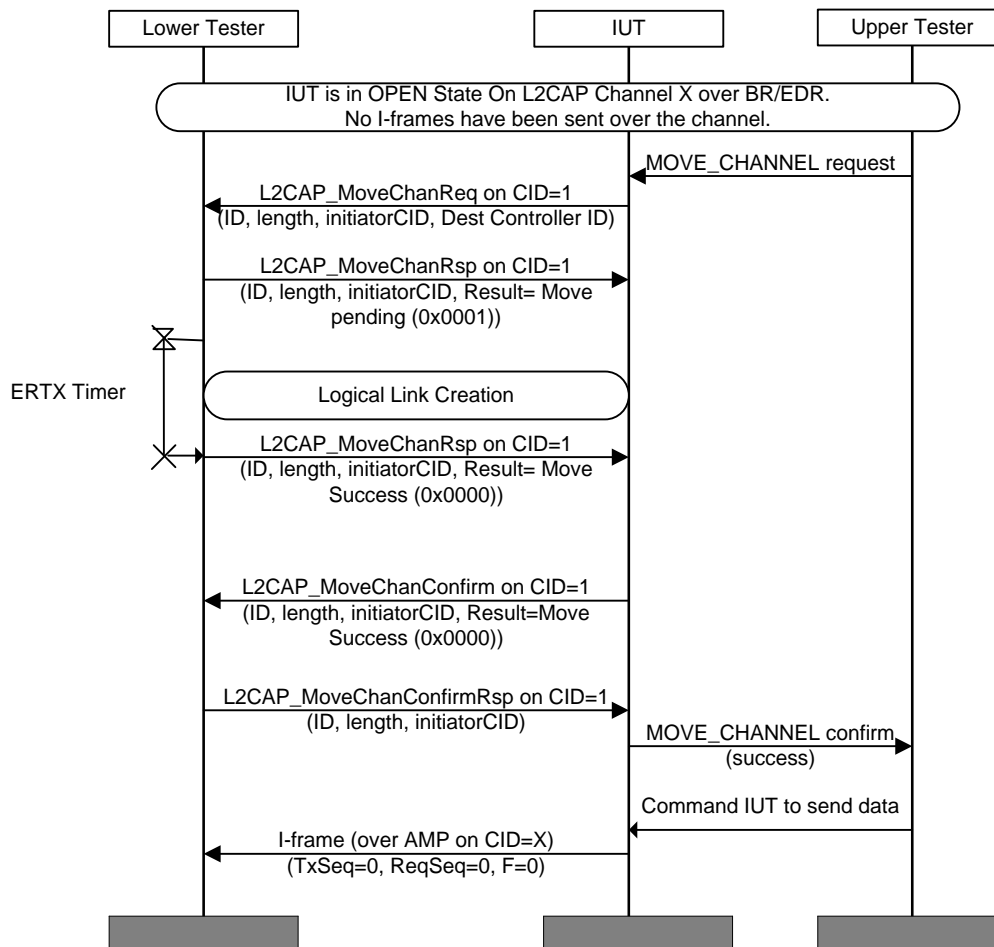 Lower Tester
IUT
Upper Tester
IUT is in OPEN State On L2CAP Channel X over BR/EDR.
No I-frames have been sent over the channel.
MOVE_CHANNEL request
L2CAP_MoveChanReq on CID=1
(ID, length, initiatorCID, Dest Controller ID)
L2CAP_MoveChanRsp on CID=1
(ID, length, initiatorCID, Result= Move
pending (0x0001))
ERTX Timer
Logical Link Creation
L2CAP_MoveChanRsp on CID=1
(ID, length, initiatorCID, Result= Move
Success (0x0000))
L2CAP_MoveChanConfirm on CID=1
(ID, length, initiatorCID, Result=Move
Success (0x0000))
L2CAP_MoveChanConfirmRsp on CID=1
(ID, length, initiatorCID)
MOVE_CHANNEL confirm
(success)
Command IUT to send data
I-frame (over AMP on CID=X)
(TxSeq=0, ReqSeq=0, F=0)